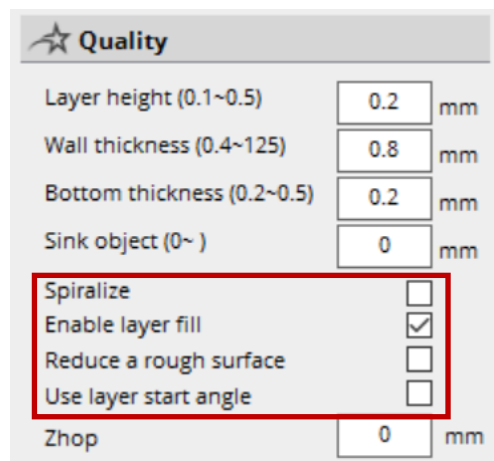 Quality
Layer height (0.1~0.5) 0.2 mm
Wall thickness (0.4~125) 0.8 mm
Bottom thickness (0.2~0.5) 0.2 mm
Sink object (0~ ) 0 mm
Spiralize
Enable layer fill
Reduce a rough surface
Use layer start angle
Zhop 0 mm